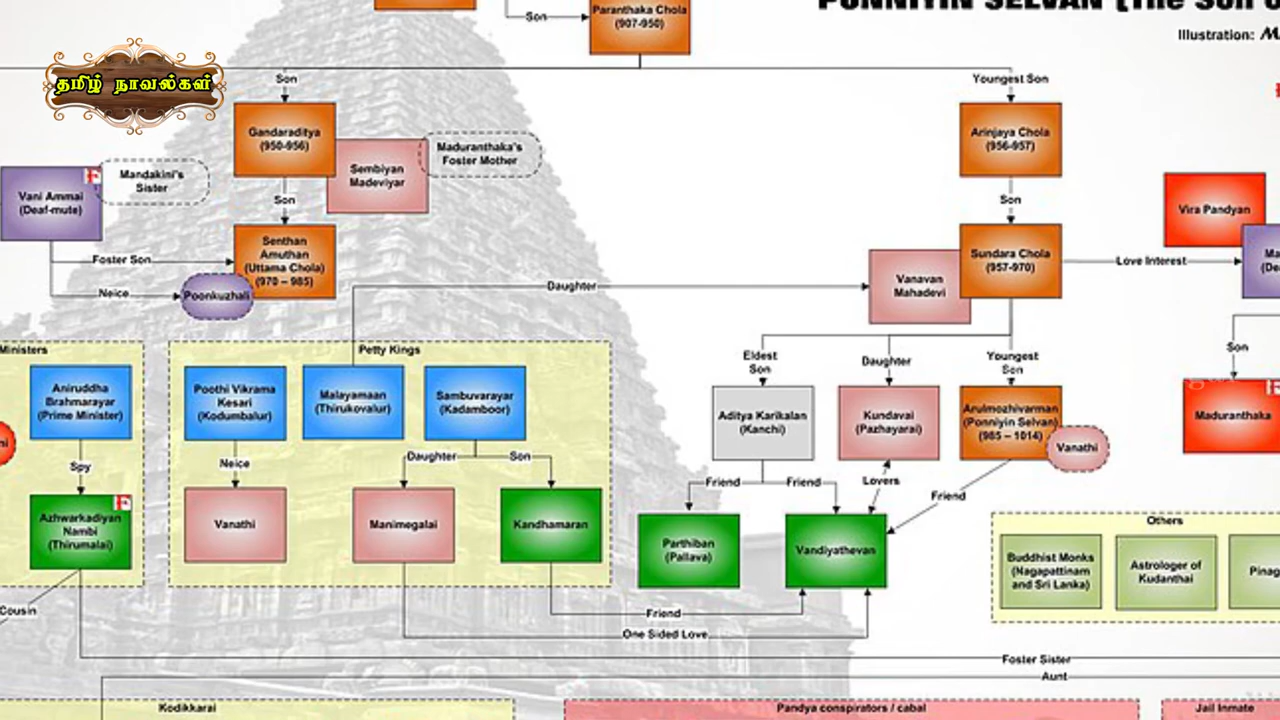 Son
Paranthaka Chola
(907-950)
PONNIYIN SELVAN [The Son
Illustration:
தமிழ் நாவல்கள்
Son
Youngest Son
Gandaraditya
(950-956)
Sembiyan
Madeviyar
Maduranthaka's
Foster Mother
Arinjaya Chola
(956-957)
Vani Ammai
(Deaf-mute)
Mandakini's
Sister
Son
Son
Vira Pandyan
Senthan
Amuthan
(Uttama Chola)
(970 – 985)
Foster Son
Neice
Poonkuzhali
Sundara Chola
(957-970)
Vanavan
Mahadevi
Love Interest
Daughter
Ministers
Petty Kings
Eldest
Son
Daughter
Youngest
Son
Son
Aniruddha
Brahmarayar
(Prime Minister)
Poothi Vikrama
Kesari
(Kodumbalur)
Malayamaan
(Thirukovalur)
Sambuvarayar
(Kadamboor)
Aditya Karikalan
(Kanchi)
Kundavai
(Pazhayarai)
Arulmozhivarman
(Ponniyin Selvan)
(985 – 1014)
Vanathi
Maduranthaka
Spy
Neice
Daughter
Son
Friend
Friend
Lovers
Friend
Azhwarkadiyan
Nambi
(Thirumalai)
Vanathi
Manimegalai
Kandhamaran
Parthiban
(Pallava)
Vandiyathevan
Others
Buddhist Monks
(Nagapattinam
and Sri Lanka)
Astrologer of
Kudanthai
Cousin
Friend
One Sided Love
Foster Sister
Aunt
Kodikkarai
Pandya conspirators / cabal
Jail Inmate